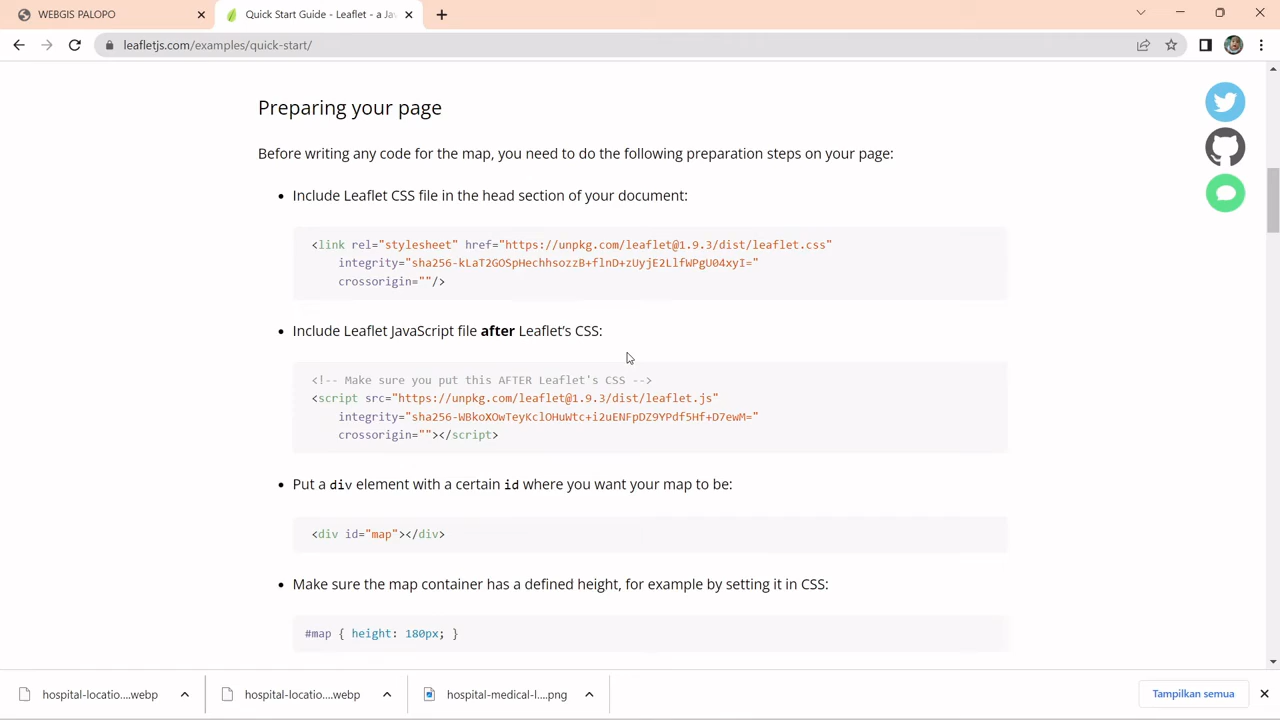 WEBGIS PALOPO
Quick Start Guide - Leaflet - a Ja
leafletjs.com/examples/quick-start/
Preparing your page
Before writing any code for the map, you need to do the following preparation steps on your page:
• Include Leaflet CSS file in the head section of your document:
<link rel="stylesheet" href="https://unpkg.com/leaflet@1.9.3/dist/leaflet.css"
integrity="sha256-kLaT2GOSpHechhsozzB+flnD+zUyjE2LlfWPgU04xyI="
crossorigin=""/>
• Include Leaflet JavaScript file after Leaflet's CSS:
<!-- Make sure you put this AFTER Leaflet's CSS -->
<script src="https://unpkg.com/leaflet@1.9.3/dist/leaflet.js"
integrity="sha256-WBkoXOwTeyKclOHuWtc+i2uENFpDZ9YPdf5Hf+D7ewM="
crossorigin=""></script>
• Put a div element with a certain id where you want your map to be:
<div id="map"></div>
• Make sure the map container has a defined height, for example by setting it in CSS:
#map { height: 180px; }
hospital-locatio....webp
hospital-locatio....webp
hospital-medical-l....png
Tampilkan semua